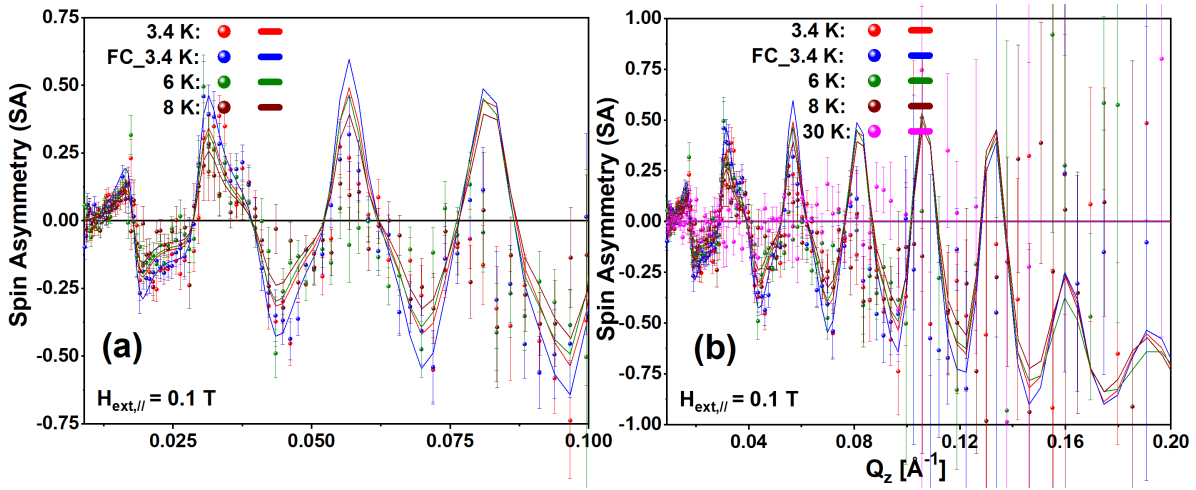 Spin Asymmetry (SA)
0.75
0.50
0.25
0.00
-0.25
-0.50
-0.75
(a)
3.4 K:
FC_3.4 K:
6 K:
8 K:
H_ext,// = 0.1 T
0.025
0.050
0.075
0.100
Spin Asymmetry (SA)
1.00
0.75
0.50
0.25
0.00
-0.25
-0.50
-0.75
-1.00
3.4 K:
FC_3.4 K:
6 K:
8 K:
30 K:
(b)
H_ext,// = 0.1 T
0.04
0.08
0.12
0.16
0.20
Q_z [Å⁻¹]